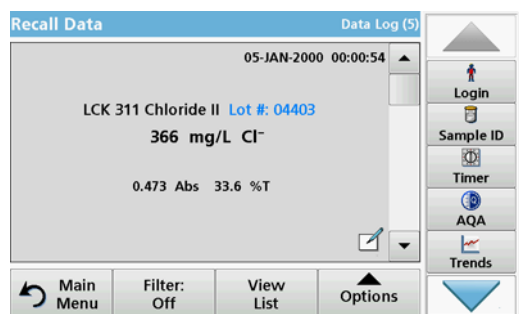 Recall Data
Data Log (5)
05-JAN-2000 00:00:54
LCK 311 Chloride II Lot #: 04403
366 mg/L Cl⁻
0.473 Abs 33.6 %T
Login
Sample ID
Timer
AQA
Trends
Main Menu
Filter: Off
View List
Options